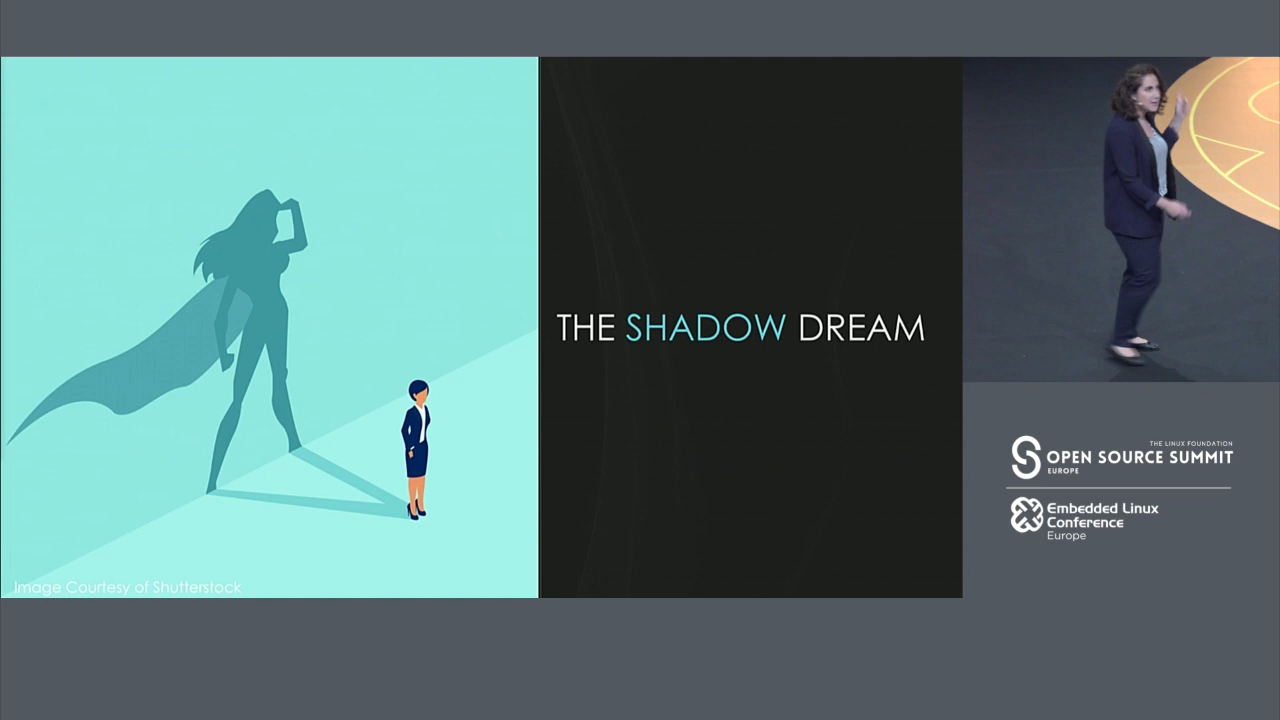 THE SHADOW DREAM
Image Courtesy of Shutterstock
THE LINUX FOUNDATION
OPEN SOURCE SUMMIT
EUROPE
Embedded Linux
Conference
Europe